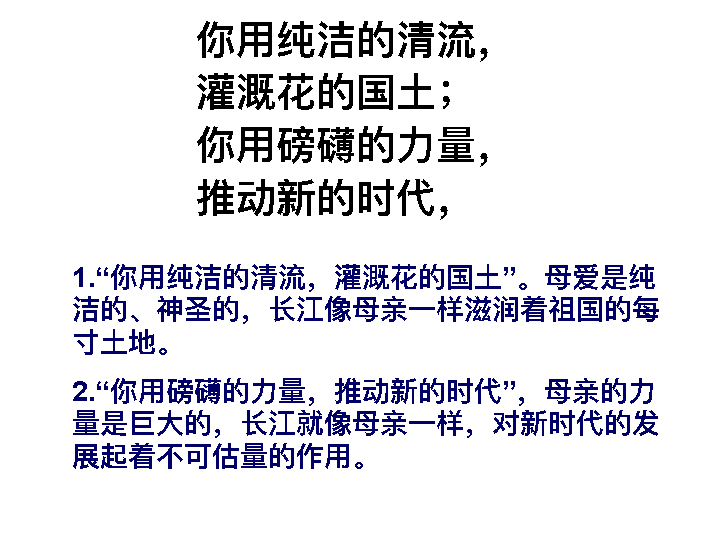 你用纯洁的清流，
灌溉花的国土；
你用磅礴的力量，
推动新的时代，
1.“你用纯洁的清流，灌溉花的国土”。母爱是纯
洁的、神圣的，长江像母亲一样滋润着祖国的每
寸土地。
2.“你用磅礴的力量，推动新的时代”，母亲的力
量是巨大的，长江就像母亲一样，对新时代的发
展起着不可估量的作用。